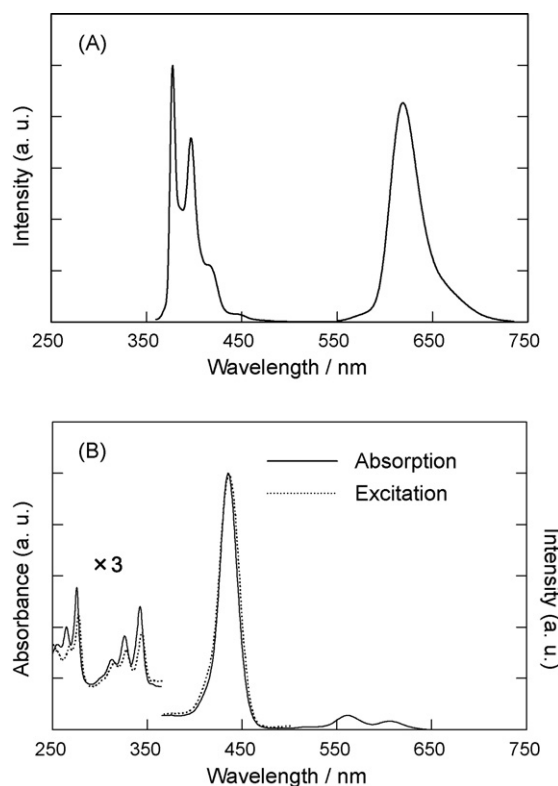 (A)
Intensity (a. u.)
250 350 450 550 650 750
Wavelength / nm
(B)
Absorption
Excitation
×3
Absorbance (a. u.)
Intensity (a. u.)
250 350 450 550 650 750
Wavelength / nm